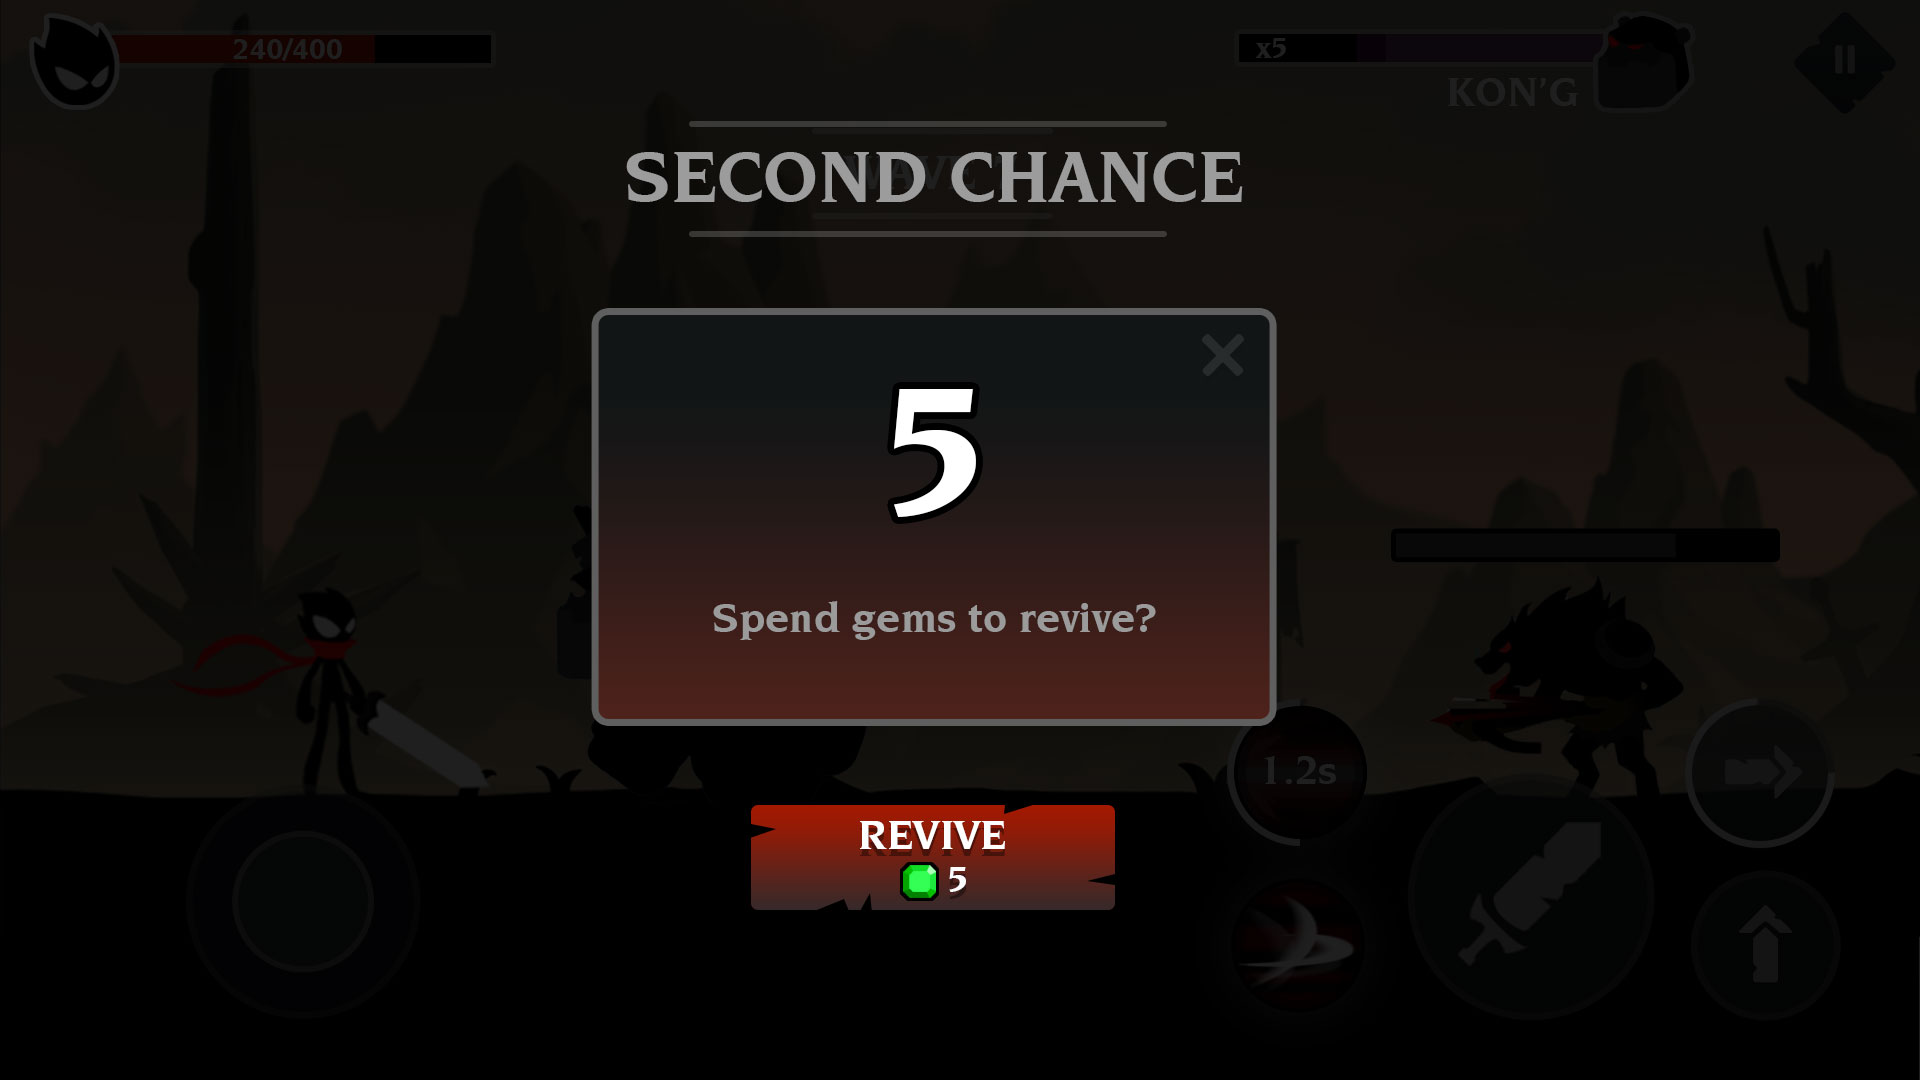 240/400
x5
KON'G
SECOND CHANCE
5
Spend gems to revive?
1.2s
REVIVE
5